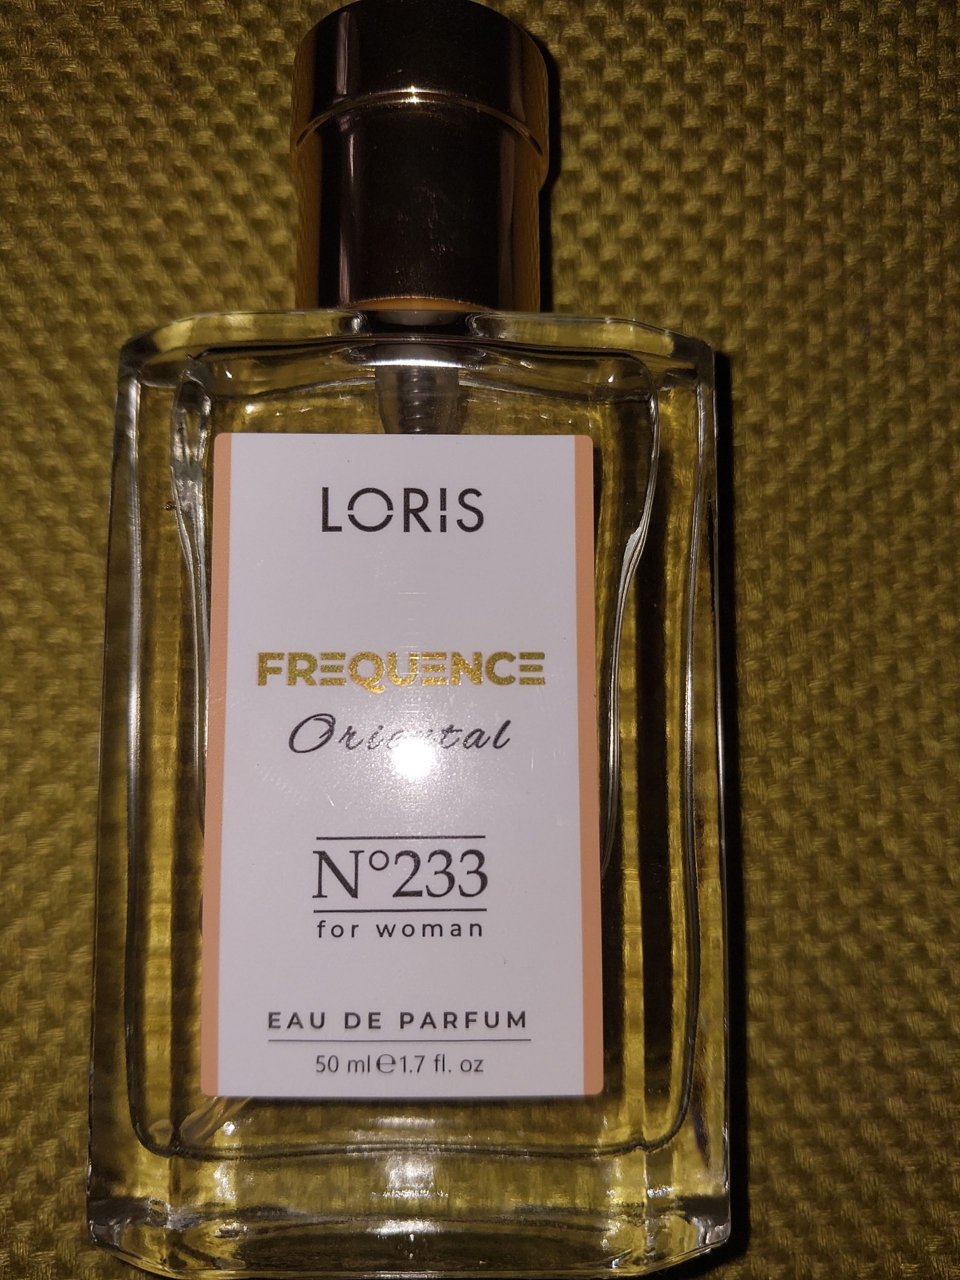 LORIS
FREQUENCE
Oriental
N°233
for woman
EAU DE PARFUM
50 ml℮1.7 fl. oz